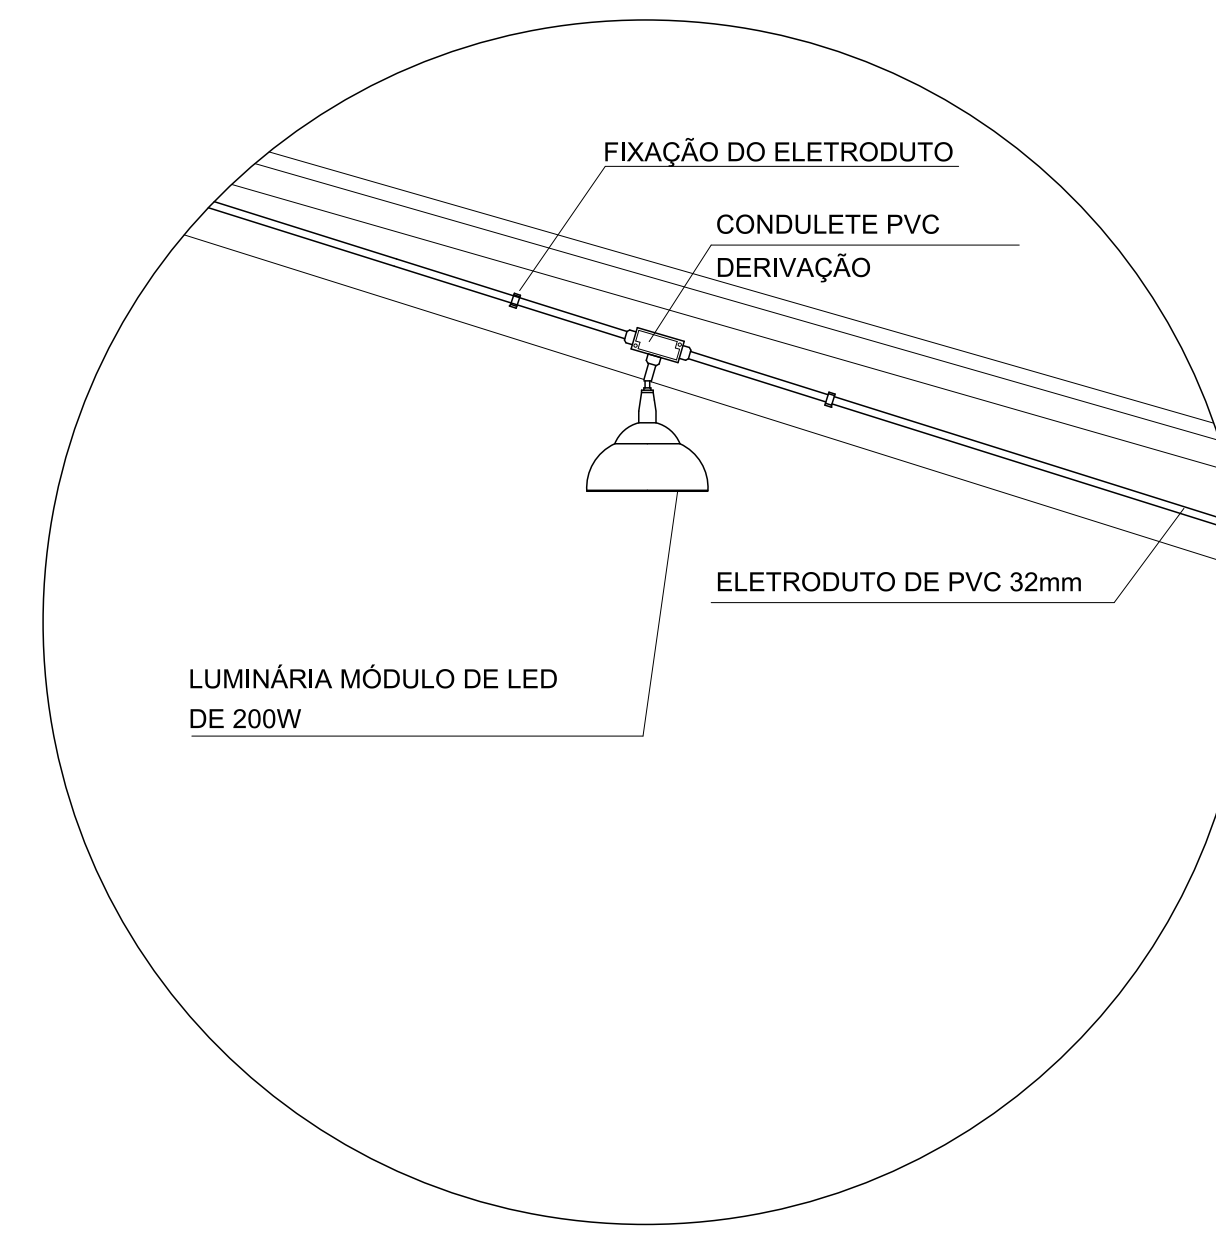 FIXAÇÃO DO ELETRODUTO
CONDULETE PVC
DERIVAÇÃO
ELETRODUTO DE PVC 32mm
LUMINÁRIA MÓDULO DE LED
DE 200W